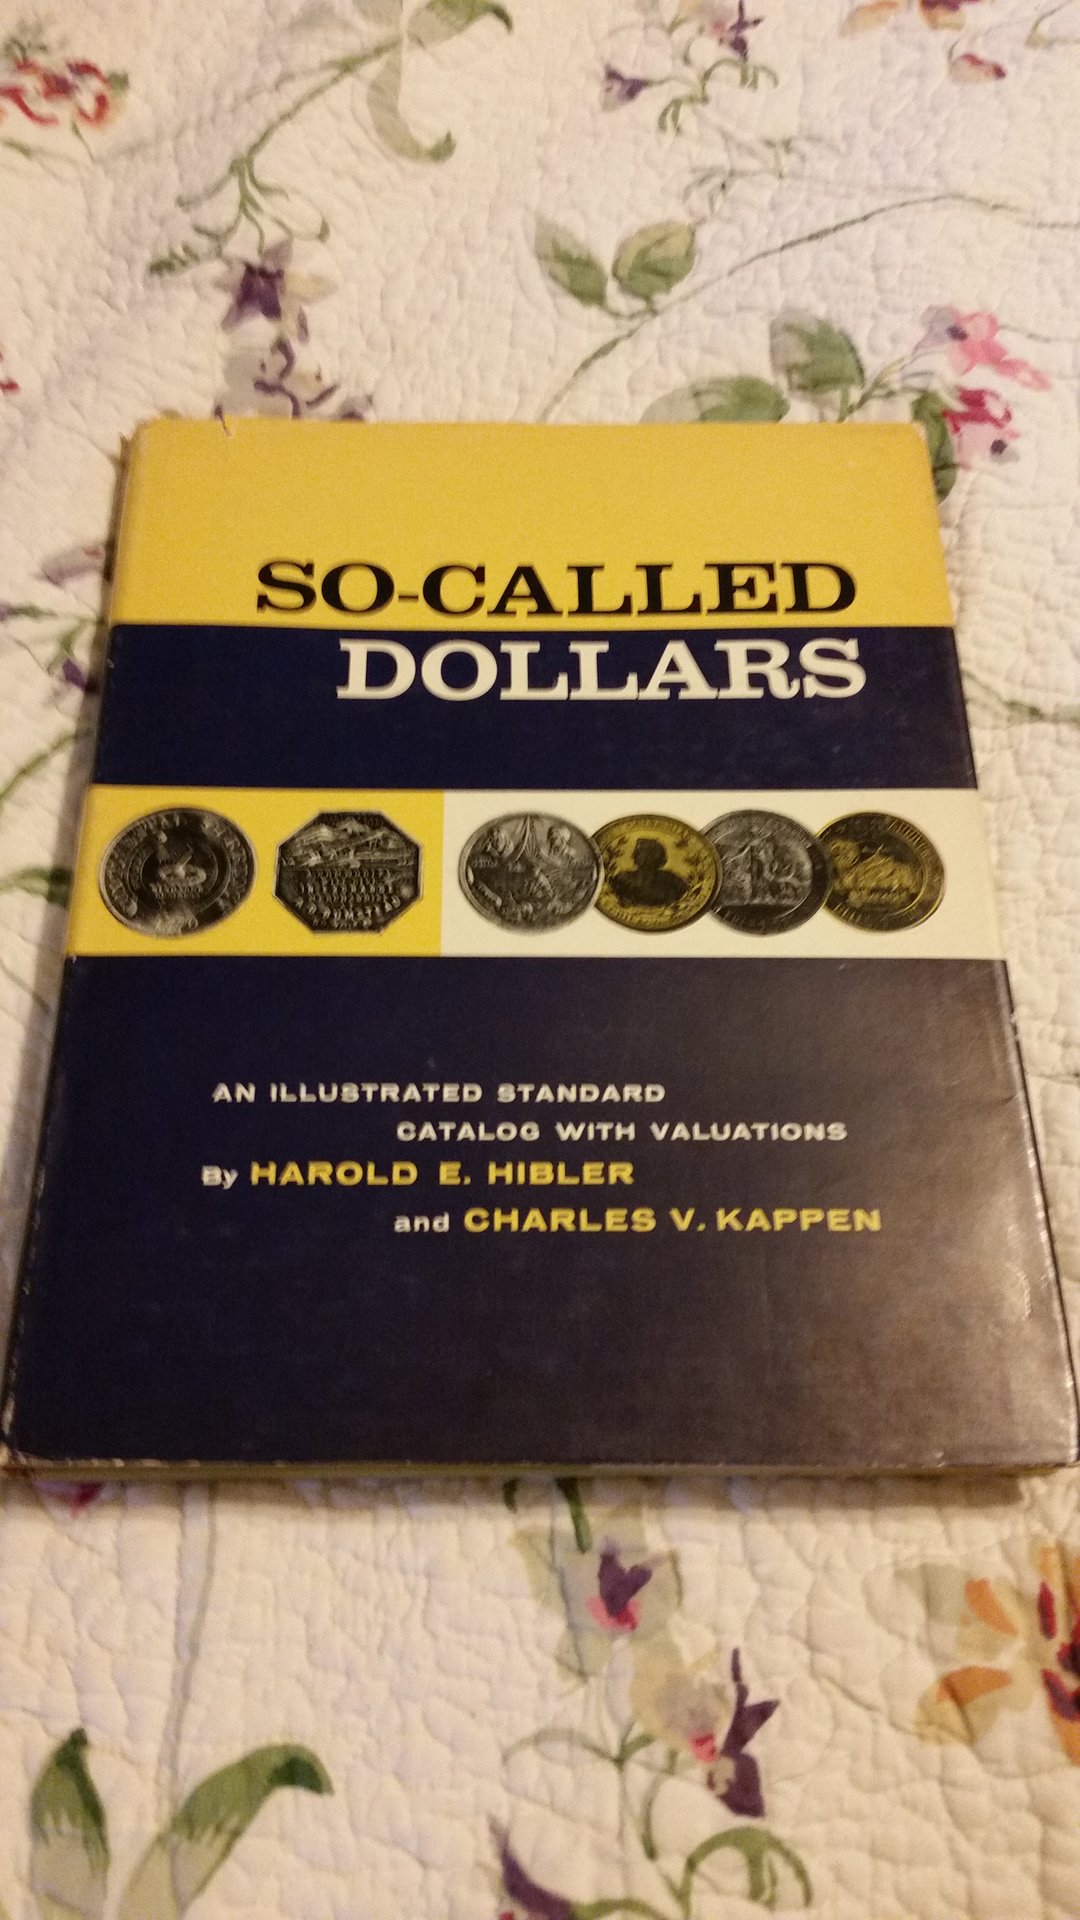 SO-CALLED
DOLLARS
AN ILLUSTRATED STANDARD
CATALOG WITH VALUATIONS
By HAROLD E. HIBLER
and CHARLES V. KAPPEN